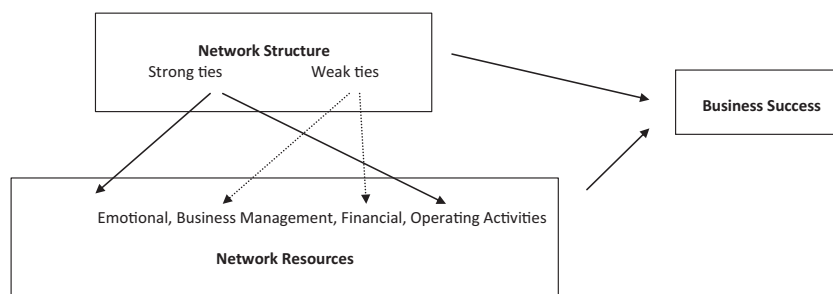 Network Structure
Strong ties Weak ties
Business Success
Emotional, Business Management, Financial, Operating Activities
Network Resources